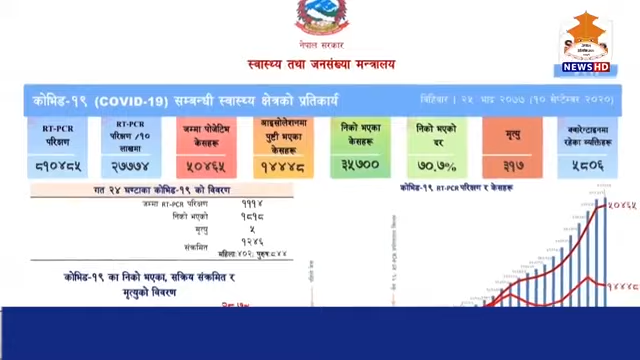 नेपाल सरकार
स्वास्थ्य तथा जनसंख्या मन्त्रालय
NEWS HD
कोभिड-१९ (COVID-19) सम्बन्धी स्वास्थ्य क्षेत्रको प्रतिकार्य
बिहिबार | २५ भाद्र २०७७ (१० सेप्टेम्बर २०२०)
RT-PCR परिक्षण
८१०४८५
RT-PCR परिक्षण /१० लाखमा
२७७७४
जम्मा पोजेटिभ केसहरू
५०४६५
आइसोलेशनमा पुष्टी भएका केसहरू
१४४४८
निको भएका केसहरू
३५७००
निको भएको दर
७०.७%
मृत्यु
३१७
क्वारेन्टाइनमा रहेका व्यक्तिहरू
५८०६
गत २४ घण्टाका कोभिड-१९ को विवरण
जम्मा RT-PCR परिक्षण १११४
निको भएको १८१८
मृत्यु ५
संक्रमित १२४६
महिला ४०२; पुरुष ८४४
कोभिड-१९ का निको भएका, सक्रिय संक्रमित र
मृत्युको विवरण
कोभिड-१९ RT-PCR परिक्षण र केसहरू
५०४६५
१४४४८